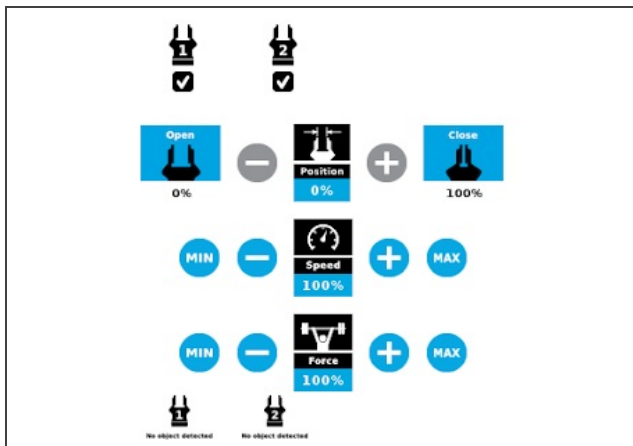 1 2
Open Close
Position
0% 0% 100%
MIN Speed MAX
100%
MIN Force MAX
100%
1 2
No object detected No object detected